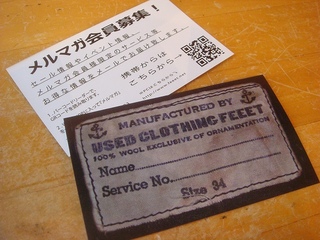 メルマガ会員募集！
セール情報やイベント情報、
メルマガ会員様限定のサービス等、
お得な情報をメールでお届け致します。
携帯からは
こちらから→
MANUFACTURED BY
USED CLOTHING FEEET
100% WOOL EXCLUSIVE OF ORNAMENTATION
Name
Service No.
Size 34